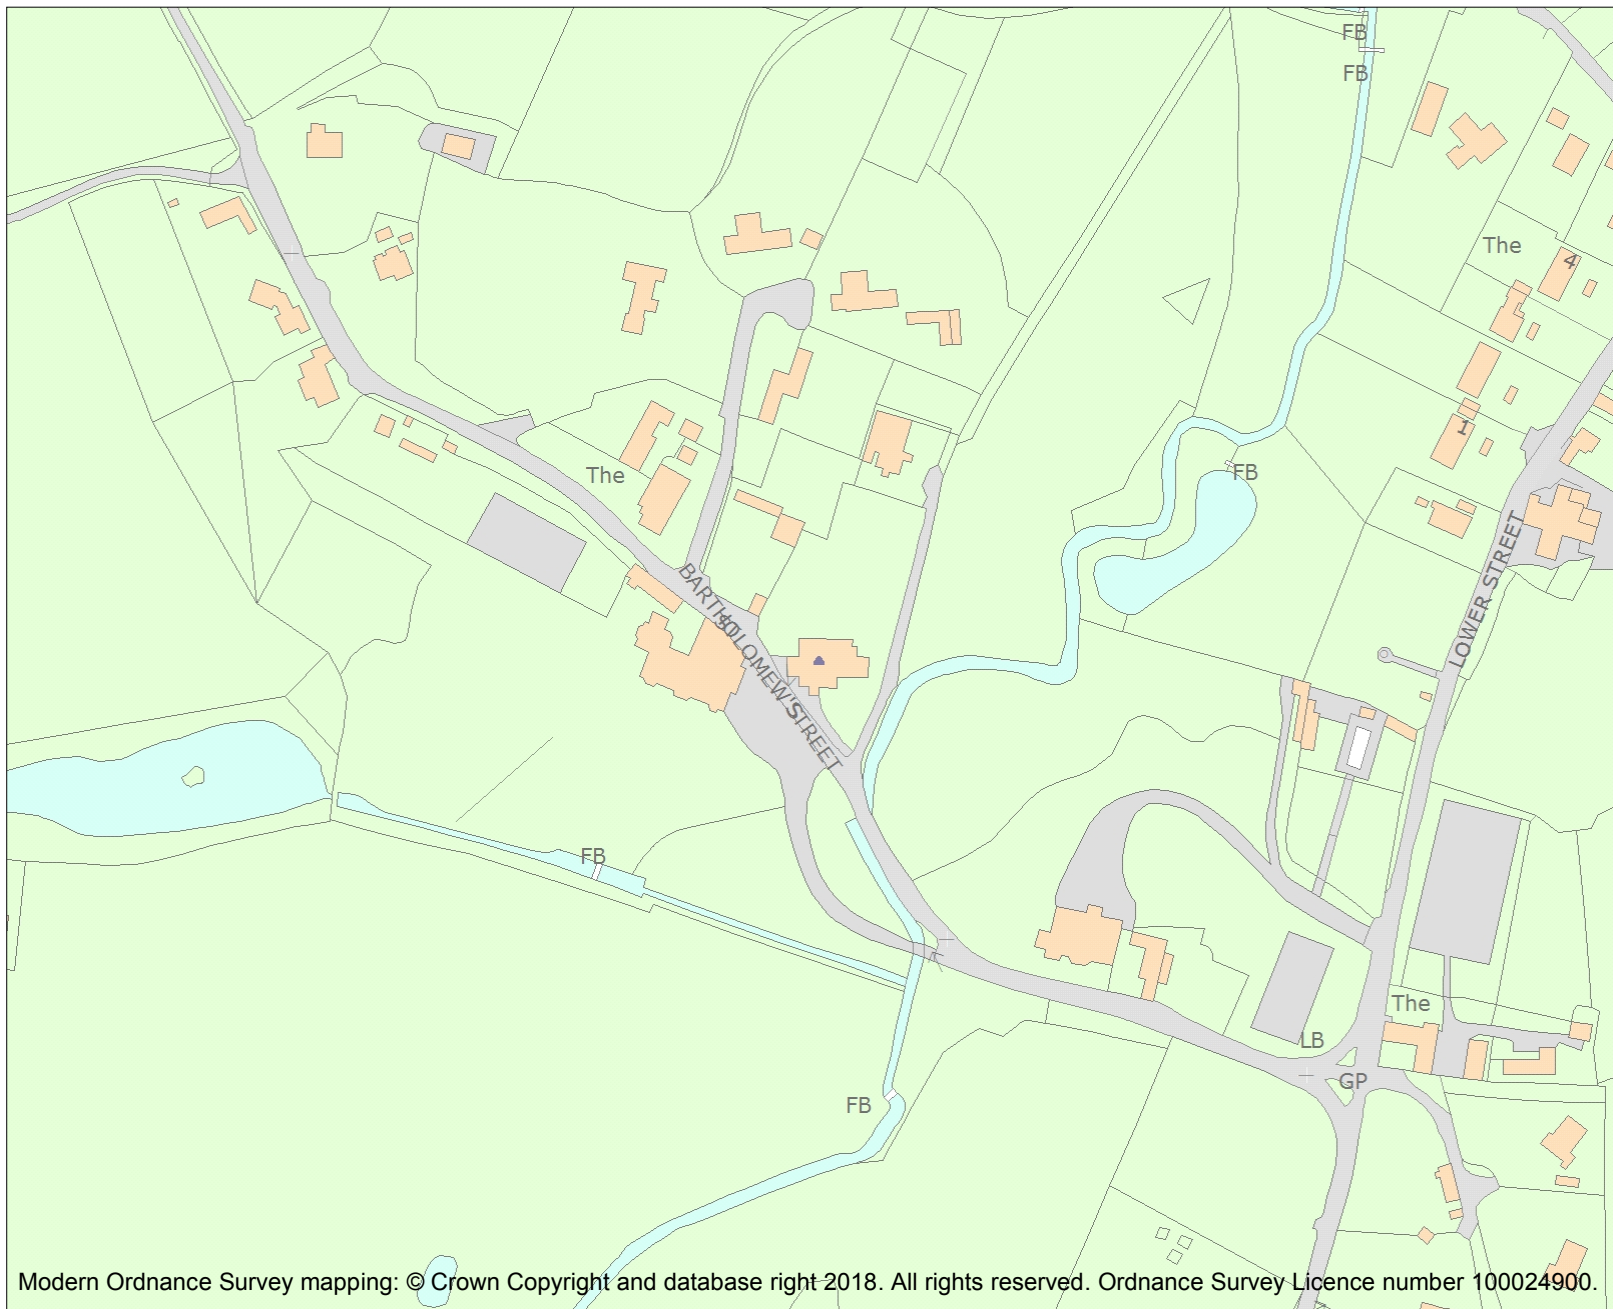 FB
FB
The
4
1
FB
The
LOWER STREET
BARTHOLOMEW'S
STREET
FB
The
LB
GP
FB
Modern Ordnance Survey mapping: © Crown Copyright and database right 2018. All rights reserved. Ordnance Survey Licence number 100024900.